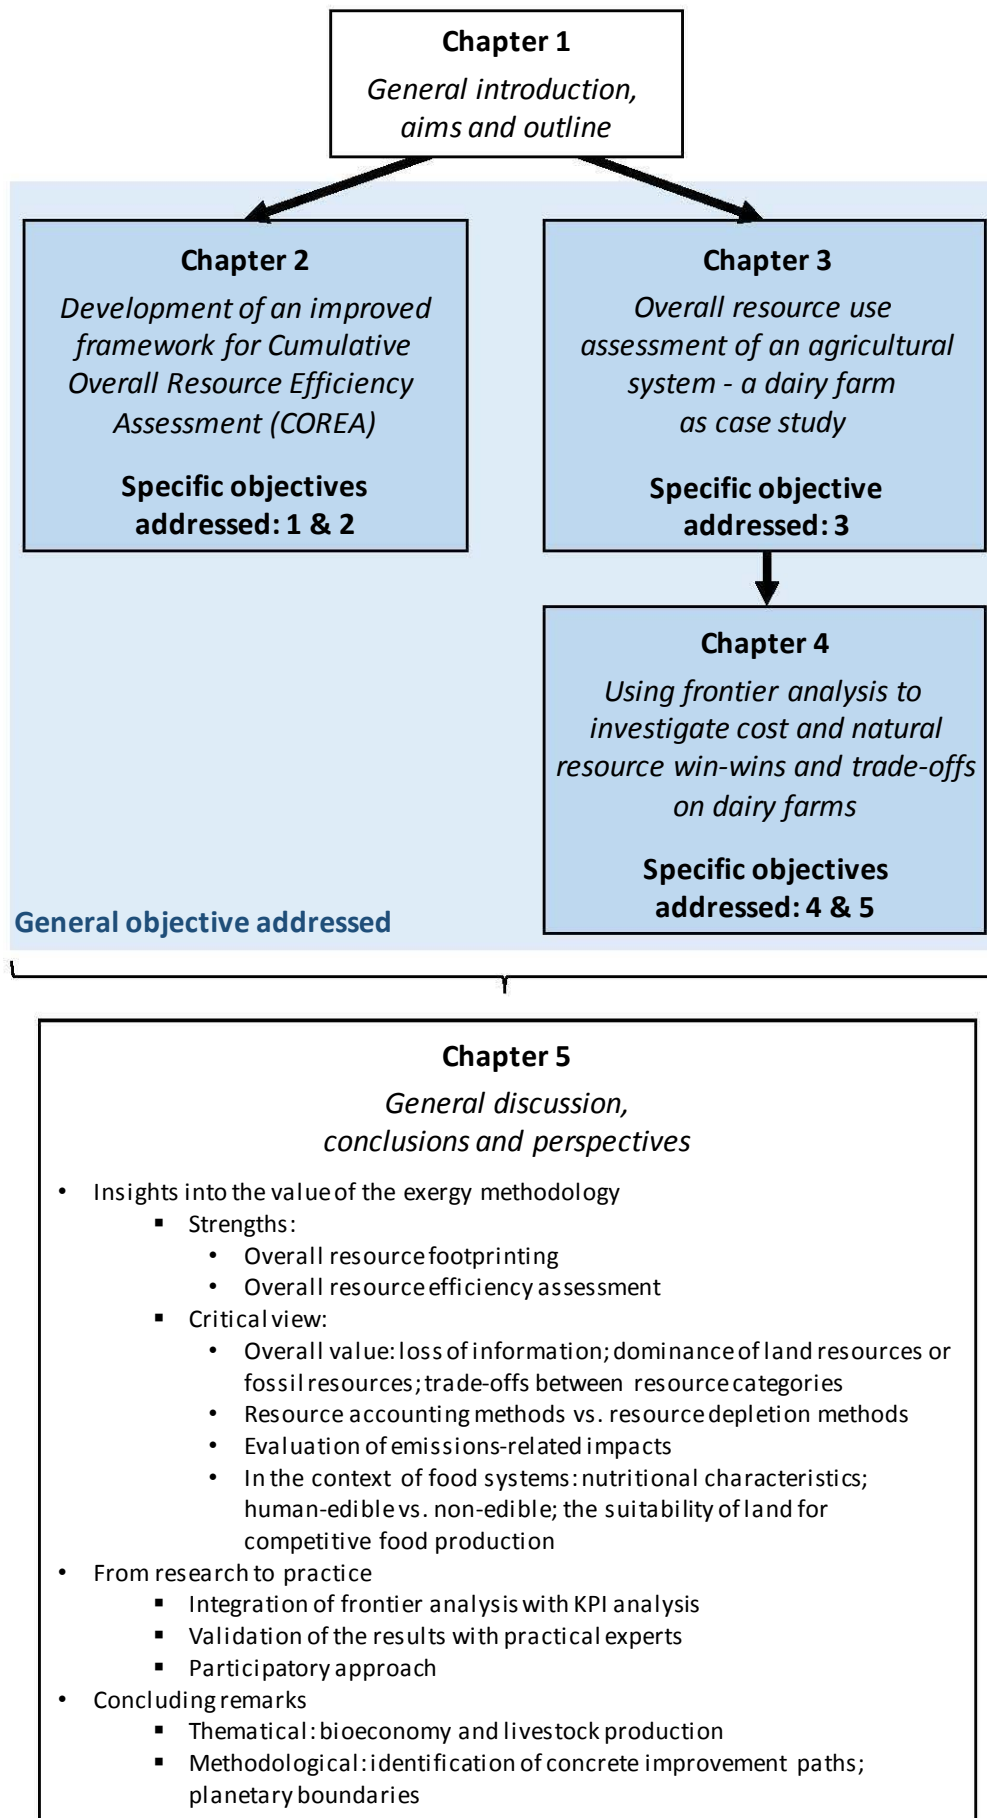 Chapter 1
General introduction,
aims and outline
Chapter 2
Development of an improved
framework for Cumulative
Overall Resource Efficiency
Assessment (COREA)
Specific objectives
addressed: 1 & 2
Chapter 3
Overall resource use
assessment of an agricultural
system - a dairy farm
as case study
Specific objective
addressed: 3
Chapter 4
Using frontier analysis to
investigate cost and natural
resource win-wins and trade-offs
on dairy farms
Specific objectives
addressed: 4 & 5
General objective addressed
Chapter 5
General discussion,
conclusions and perspectives
• Insights into the value of the exergy methodology
▪ Strengths:
• Overall resource footprinting
• Overall resource efficiency assessment
▪ Critical view:
• Overall value: loss of information; dominance of land resources or
fossil resources; trade-offs between resource categories
• Resource accounting methods vs. resource depletion methods
• Evaluation of emissions-related impacts
• In the context of food systems: nutritional characteristics;
human-edible vs. non-edible; the suitability of land for
competitive food production
• From research to practice
▪ Integration of frontier analysis with KPI analysis
▪ Validation of the results with practical experts
▪ Participatory approach
• Concluding remarks
▪ Thematical: bioeconomy and livestock production
▪ Methodological: identification of concrete improvement paths;
planetary boundaries